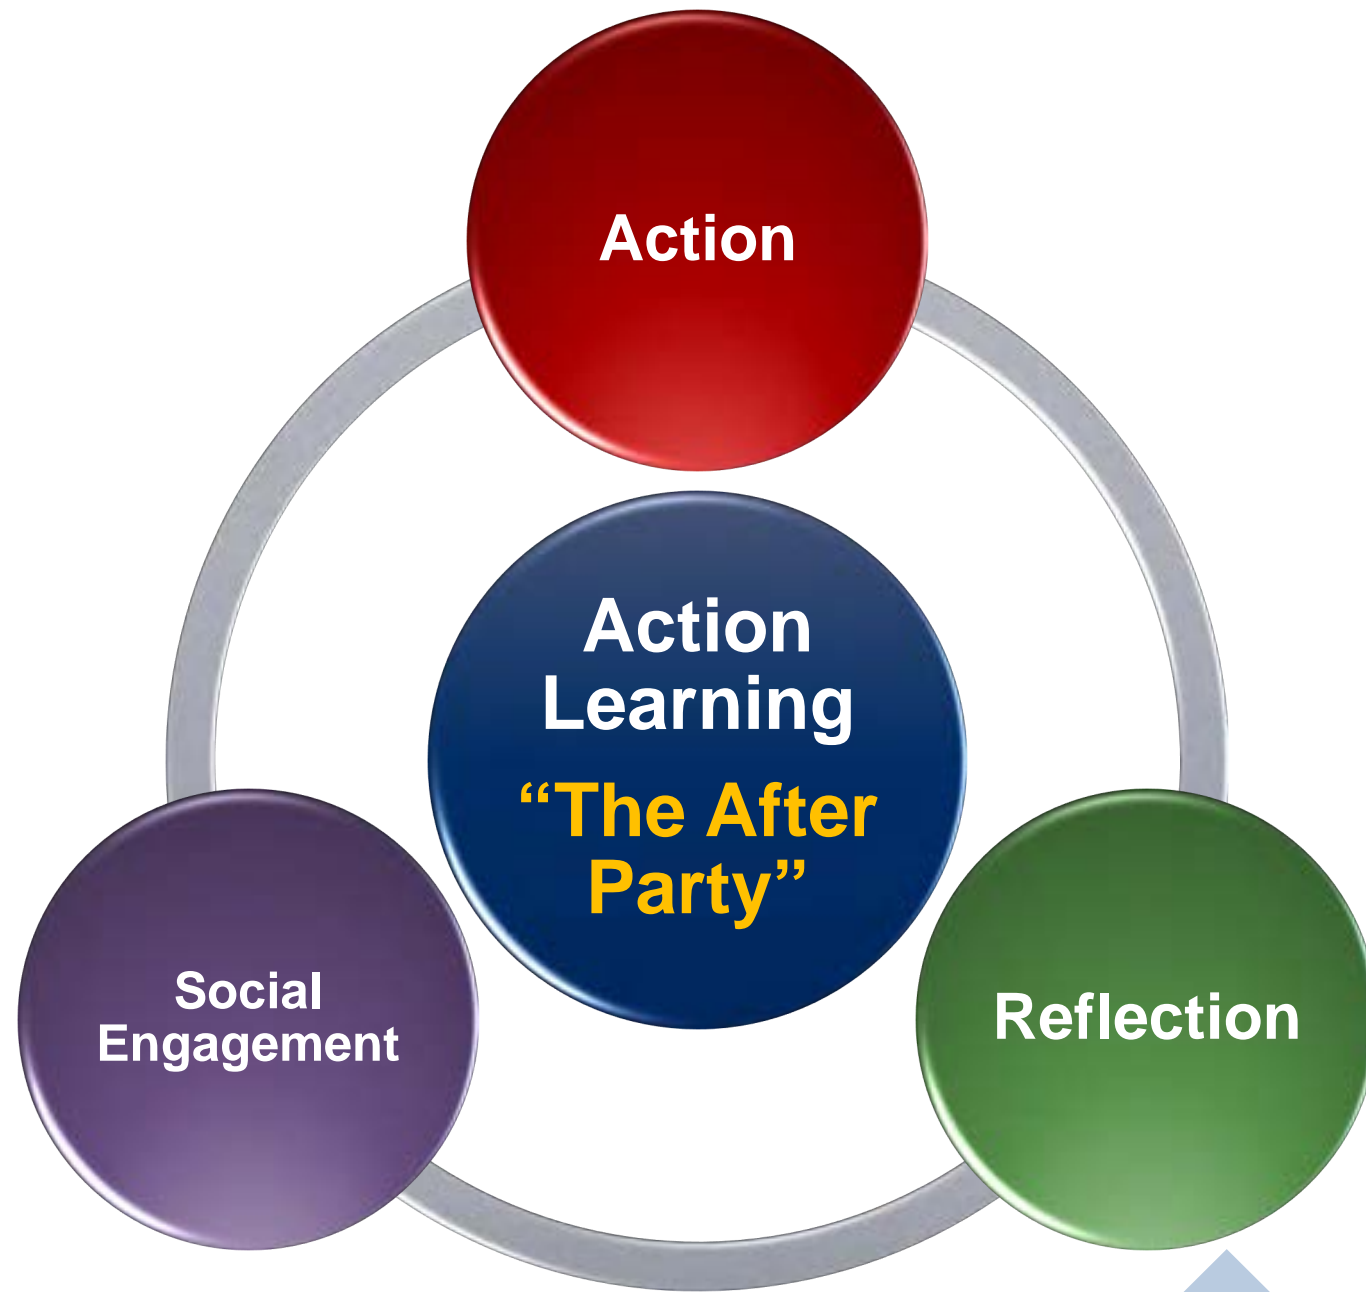 Action
Action
Learning
“The After
Party”
Social
Engagement
Reflection